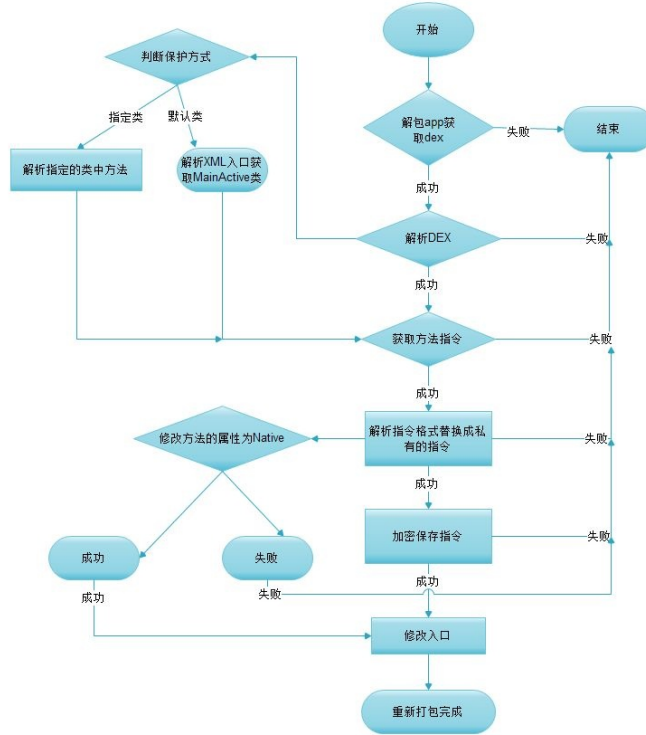 开始
判断保护方式
指定类
默认类
解包app获
取dex
失败
结束
解析指定的类中方法
解析XML入口获
取MainActive类
成功
解析DEX
失败
成功
获取方法指令
失败
成功
修改方法的属性为Native
解析指令格式替换成私
有的指令
失败
成功
加密保存指令
失败
成功
失败
成功
失败
成功
修改入口
重新打包完成